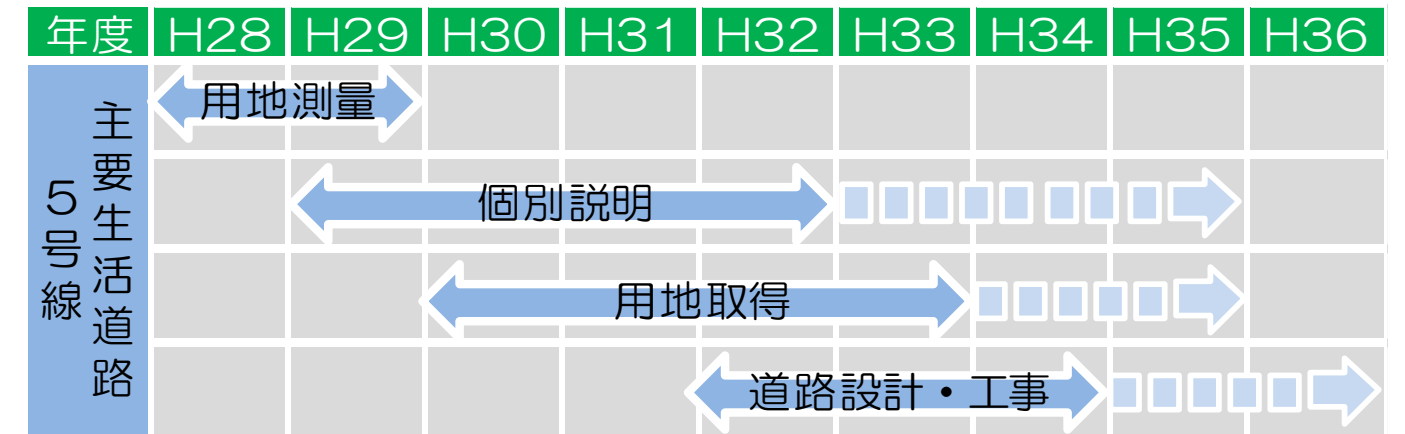 年度 H28 H29 H30 H31 H32 H33 H34 H35 H36
主要生活道路
５号線
用地測量
個別説明
用地取得
道路設計・工事